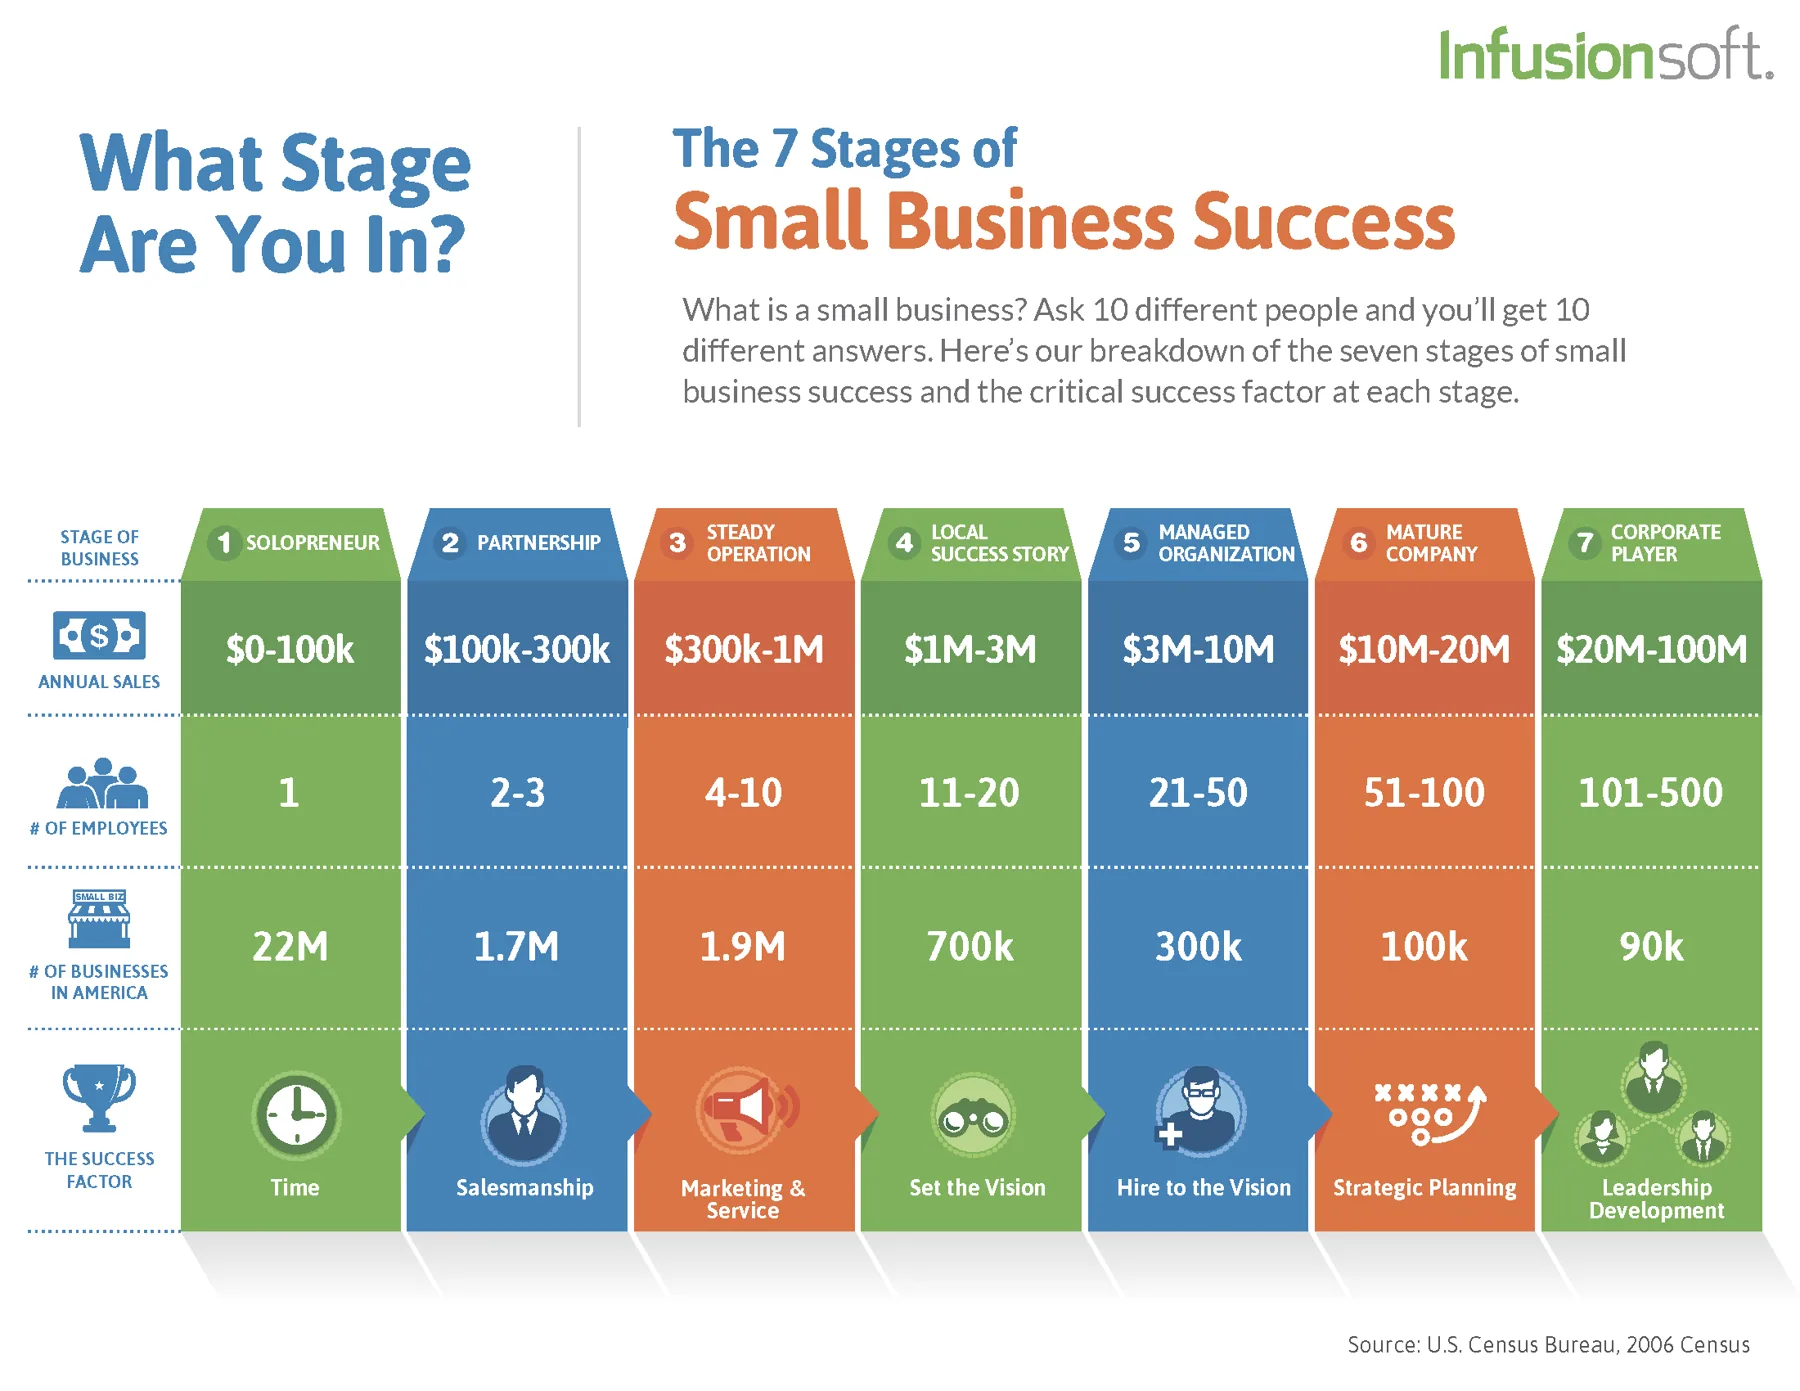 Infusionsoft.
What Stage
Are You In?
The 7 Stages of
Small Business Success
What is a small business? Ask 10 different people and you'll get 10
different answers. Here's our breakdown of the seven stages of small
business success and the critical success factor at each stage.
STAGE OF
BUSINESS
1 SOLOPRENEUR
2 PARTNERSHIP
3 STEADY
OPERATION
4 LOCAL
SUCCESS STORY
5 MANAGED
ORGANIZATION
6 MATURE
COMPANY
7 CORPORATE
PLAYER
$
ANNUAL SALES
$0-100k
$100k-300k
$300k-1M
$1M-3M
$3M-10M
$10M-20M
$20M-100M
# OF EMPLOYEES
1
2-3
4-10
11-20
21-50
51-100
101-500
SMALL BIZ
# OF BUSINESSES
IN AMERICA
22M
1.7M
1.9M
700k
300k
100k
90k
THE SUCCESS
FACTOR
Time
Salesmanship
Marketing &
Service
Set the Vision
Hire to the Vision
Strategic Planning
Leadership
Development
Source: U.S. Census Bureau, 2006 Census